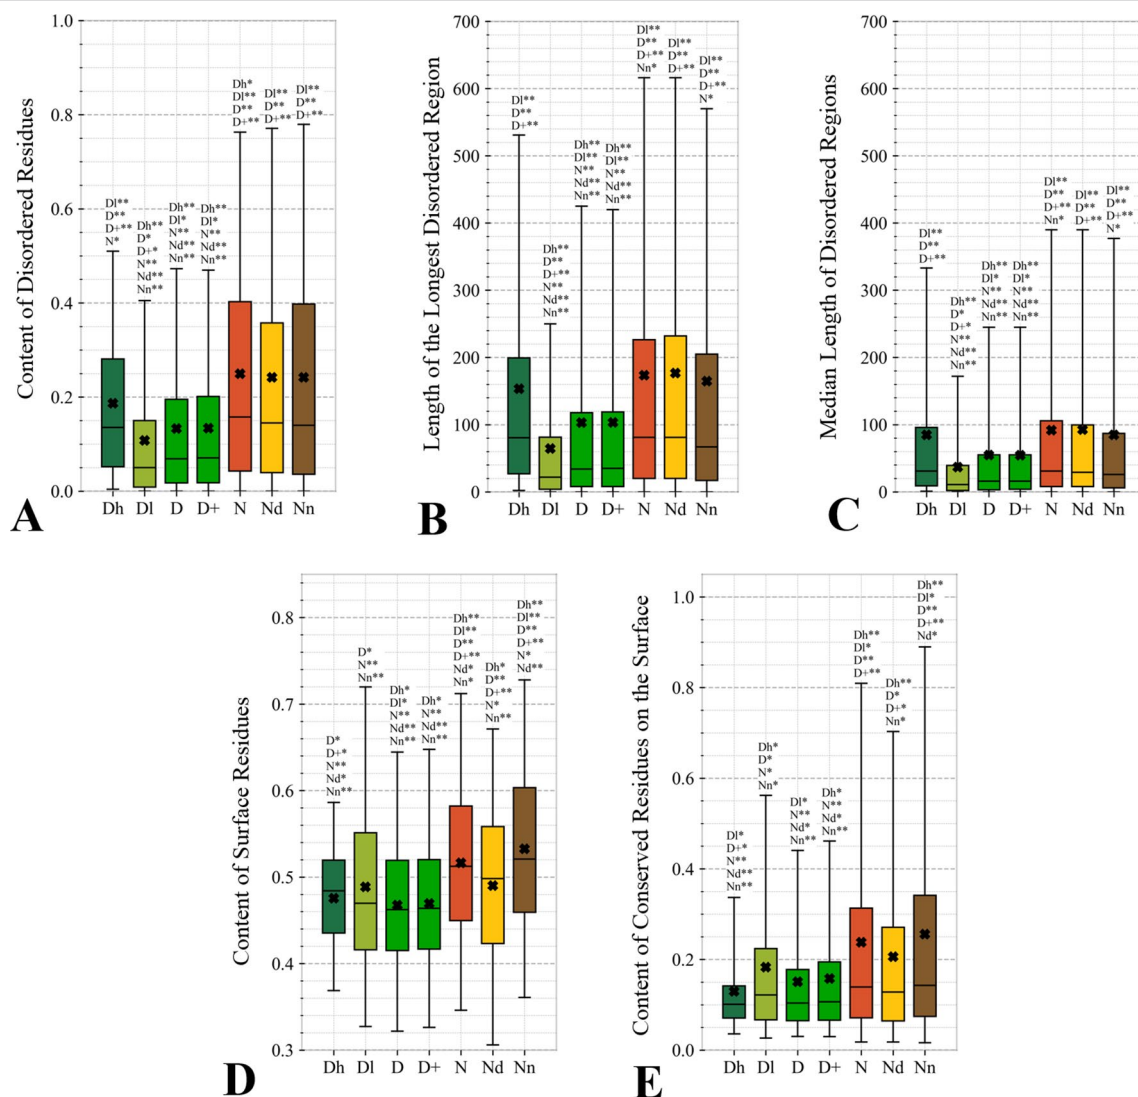 Content of Disordered Residues
1.0
0.8
0.6
0.4
0.2
0.0
Dl**
D**
D+**
N*
Dh**
D*
D+*
N**
Nd**
Nn**
Dh**
Dl*
N**
Nd**
Nn**
Dh**
Dl*
N**
Nd**
Nn**
Dh*
Dl**
D**
D+**
Dl**
D**
D+**
Dl**
D**
D+**
Dh Dl D D+ N Nd Nn
A
Length of the Longest Disordered Region
700
600
500
400
300
200
100
0
Dl**
D**
D+**
Dh**
D**
D+**
N**
Nd**
Nn**
Dh**
Dl**
N**
Nd**
Nn**
Dh**
Dl**
N**
Nd**
Nn**
Dl**
D**
D+**
Nn*
Dl**
D**
D+**
Dl**
D**
D+**
N*
Dh Dl D D+ N Nd Nn
B
Median Length of Disordered Regions
700
600
500
400
300
200
100
0
Dl**
D**
D+**
Dh**
D*
D+*
N**
Nd**
Nn**
Dh**
Dl*
N**
Nd**
Nn**
Dh**
Dl*
N**
Nd**
Nn**
Dl**
D**
D+**
Nn*
Dl**
D**
D+**
Dl**
D**
D+**
N*
Dh Dl D D+ N Nd Nn
C
Content of Surface Residues
0.8
0.7
0.6
0.5
0.4
0.3
D*
D+*
N**
Nd*
Nn**
D*
N**
Nn**
Dh*
Dl*
N**
Nd**
Nn**
Dh*
N**
Nd**
Nn**
Dh**
Dl**
D**
D+**
Nd*
Nn*
Dh*
D**
D+**
N*
Nn**
Dh**
Dl**
D**
D+**
N*
Nd**
Dh Dl D D+ N Nd Nn
D
Content of Conserved Residues on the Surface
1.0
0.8
0.6
0.4
0.2
0.0
Dl*
D+*
N**
Nd**
Nn**
Dh*
D*
N*
Nn*
Dl*
N**
Nd*
Nn**
Dh*
N**
Nd*
Nn**
Dh**
Dl*
D**
D+**
Dh**
D*
D+*
Nn*
Dh**
Dl*
D**
D+**
Nd*
Dh Dl D D+ N Nd Nn
E